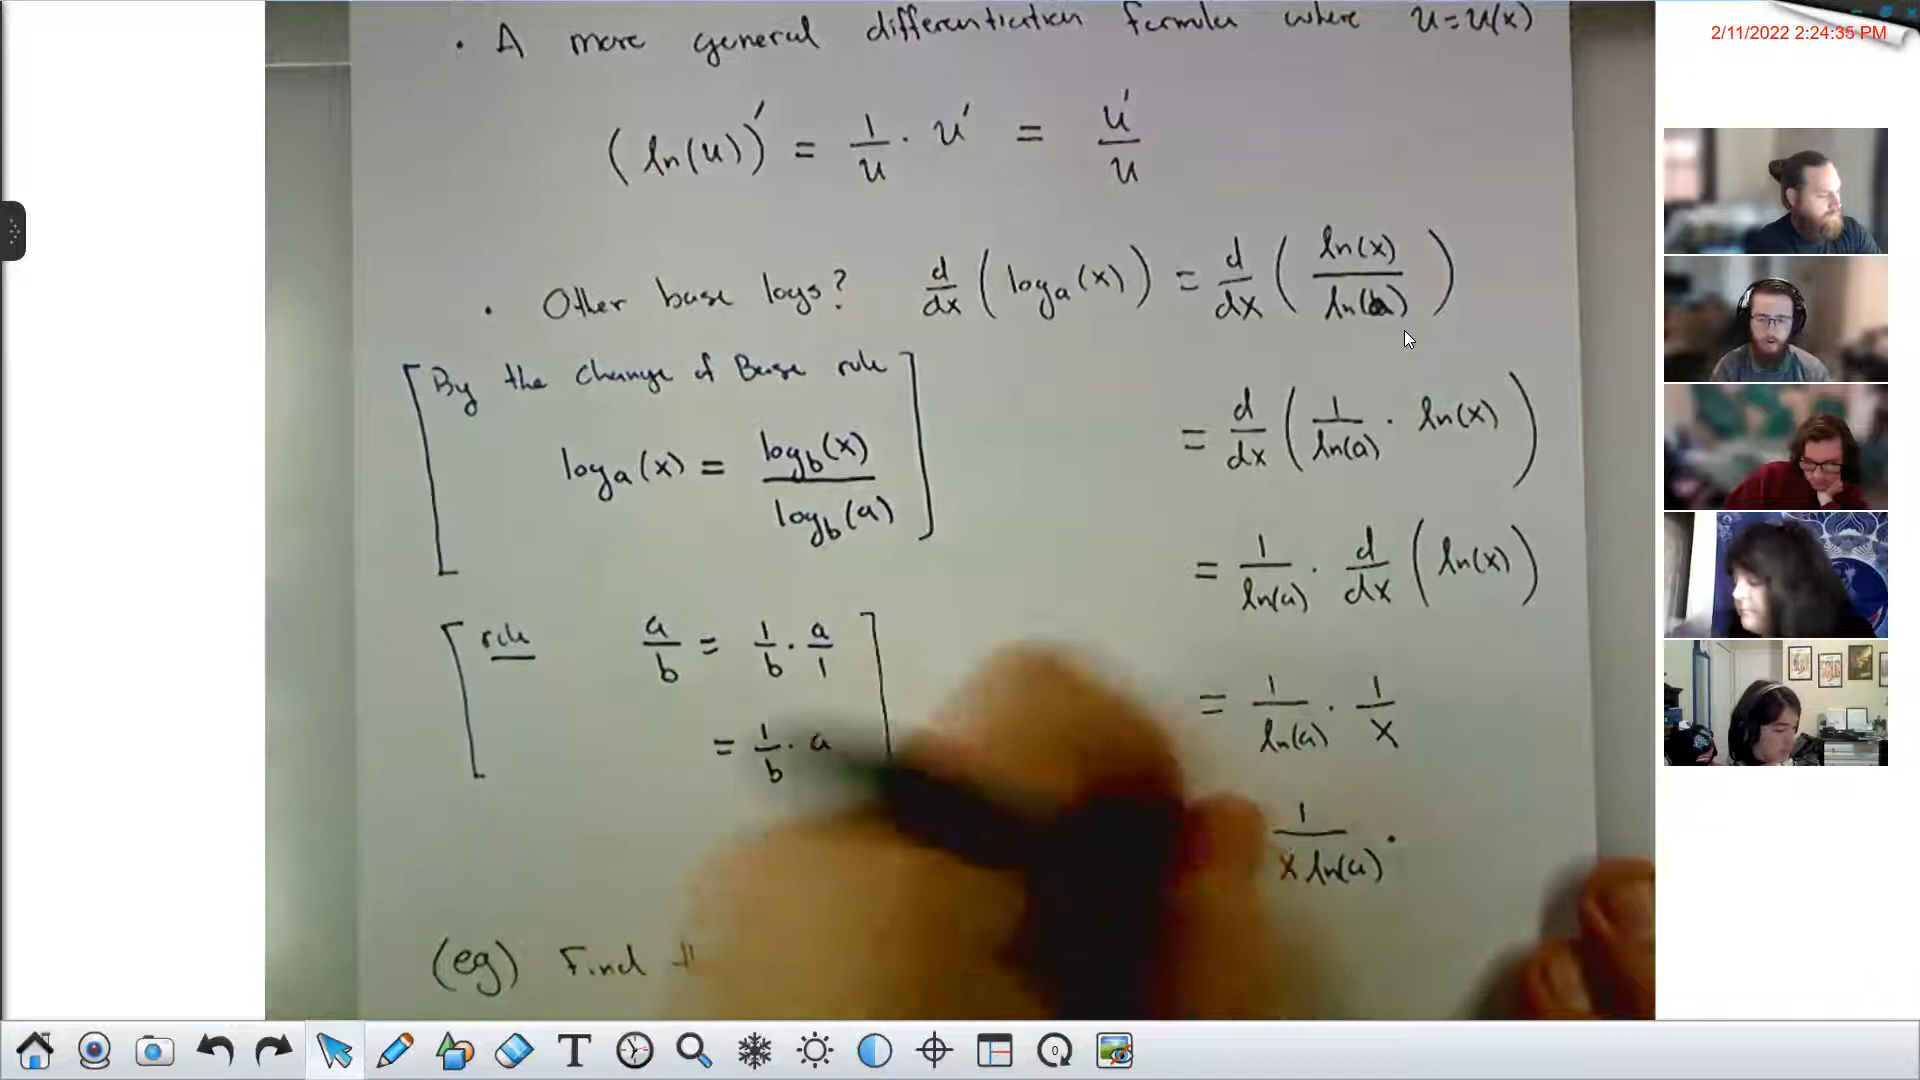 2/11/2022 2:24:35 PM
• A more general differentiation formula where u=u(x)
(ln(u))' = 1/u · u' = u'/u
• Other base logs? d/dx (log_a(x)) = d/dx (ln(x)/ln(a))
[By the Change of Base rule
log_a(x) = log_b(x)/log_b(a)]
= d/dx (1/ln(a) · ln(x))
= 1/ln(a) · d/dx (ln(x))
[rule a/b = 1/b · a/1
= 1/b · a]
= 1/ln(a) · 1/x
1/(x ln(a)) .
(eg) Find
T
0